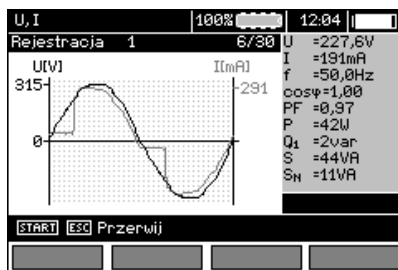 U,I 100% 12:04
Rejestracja 1 6/30
U[V] I[mA]
315 291
0
U =227,6V
I =191mA
f =50,0Hz
cosφ=1,00
PF =0,97
P =42W
Q₁ =2var
S =44VA
Sɴ =11VA
START ESC Przerwij